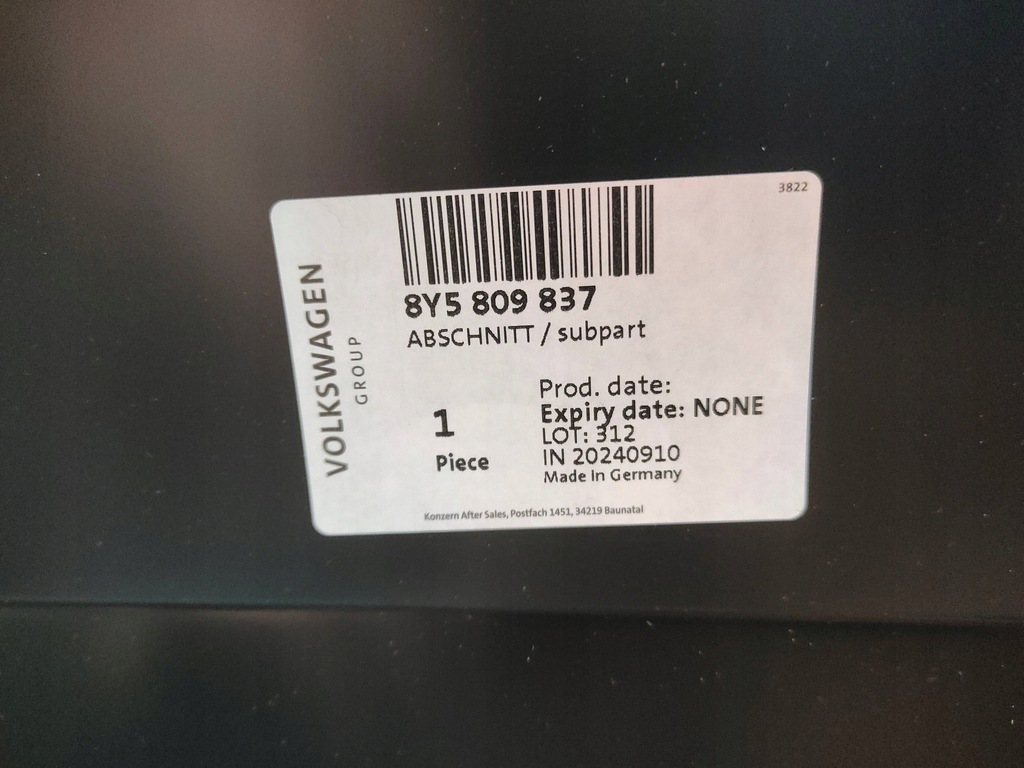 3822
VOLKSWAGEN
GROUP
8Y5 809 837
ABSCHNITT / subpart
1
Piece
Prod. date:
Expiry date: NONE
LOT: 312
IN 20240910
Made In Germany
Konzern After Sales, Postfach 1451, 34219 Baunatal